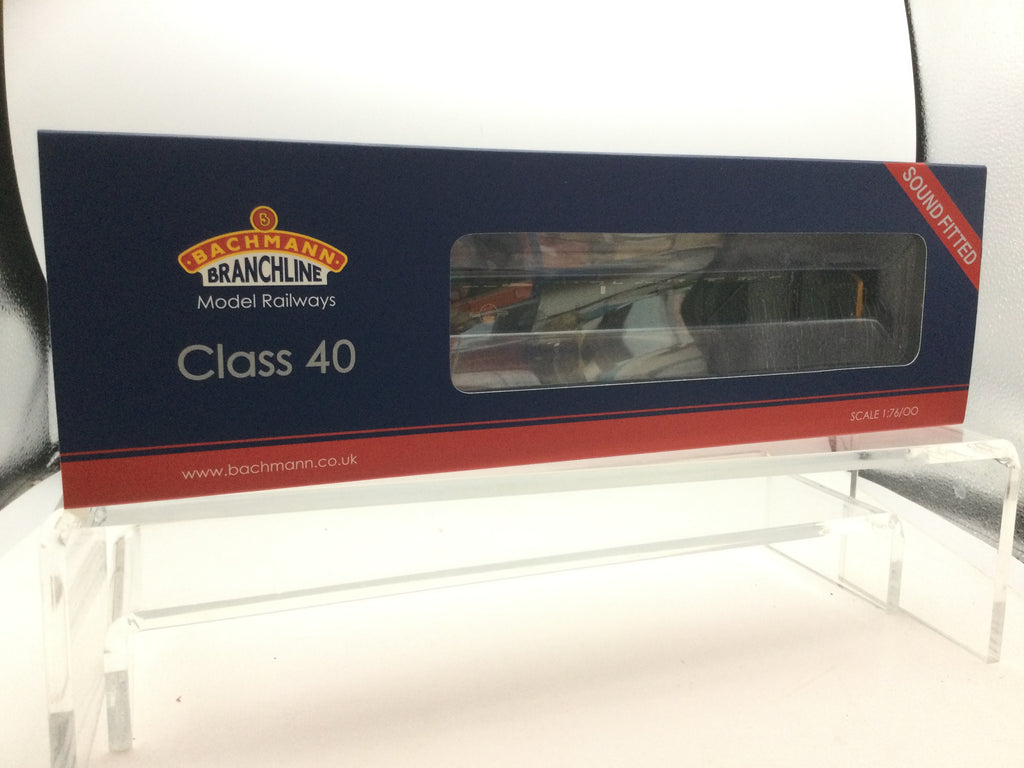 B
BACHMANN
BRANCHLINE
Model Railways
Class 40
www.bachmann.co.uk
SOUND FITTED
SCALE 1:76/OO